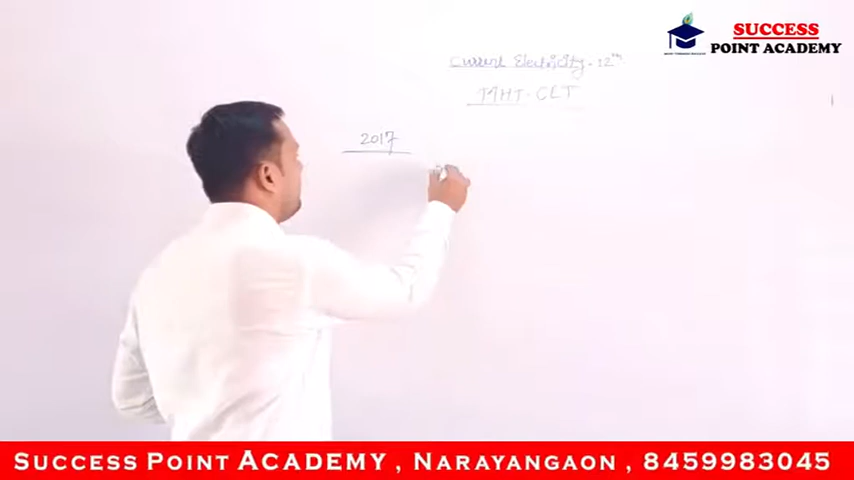 SUCCESS
POINT ACADEMY
Current Electricity - 12th
MHT-CET
2017
SUCCESS POINT ACADEMY , NARAYANGAON , 8459983045